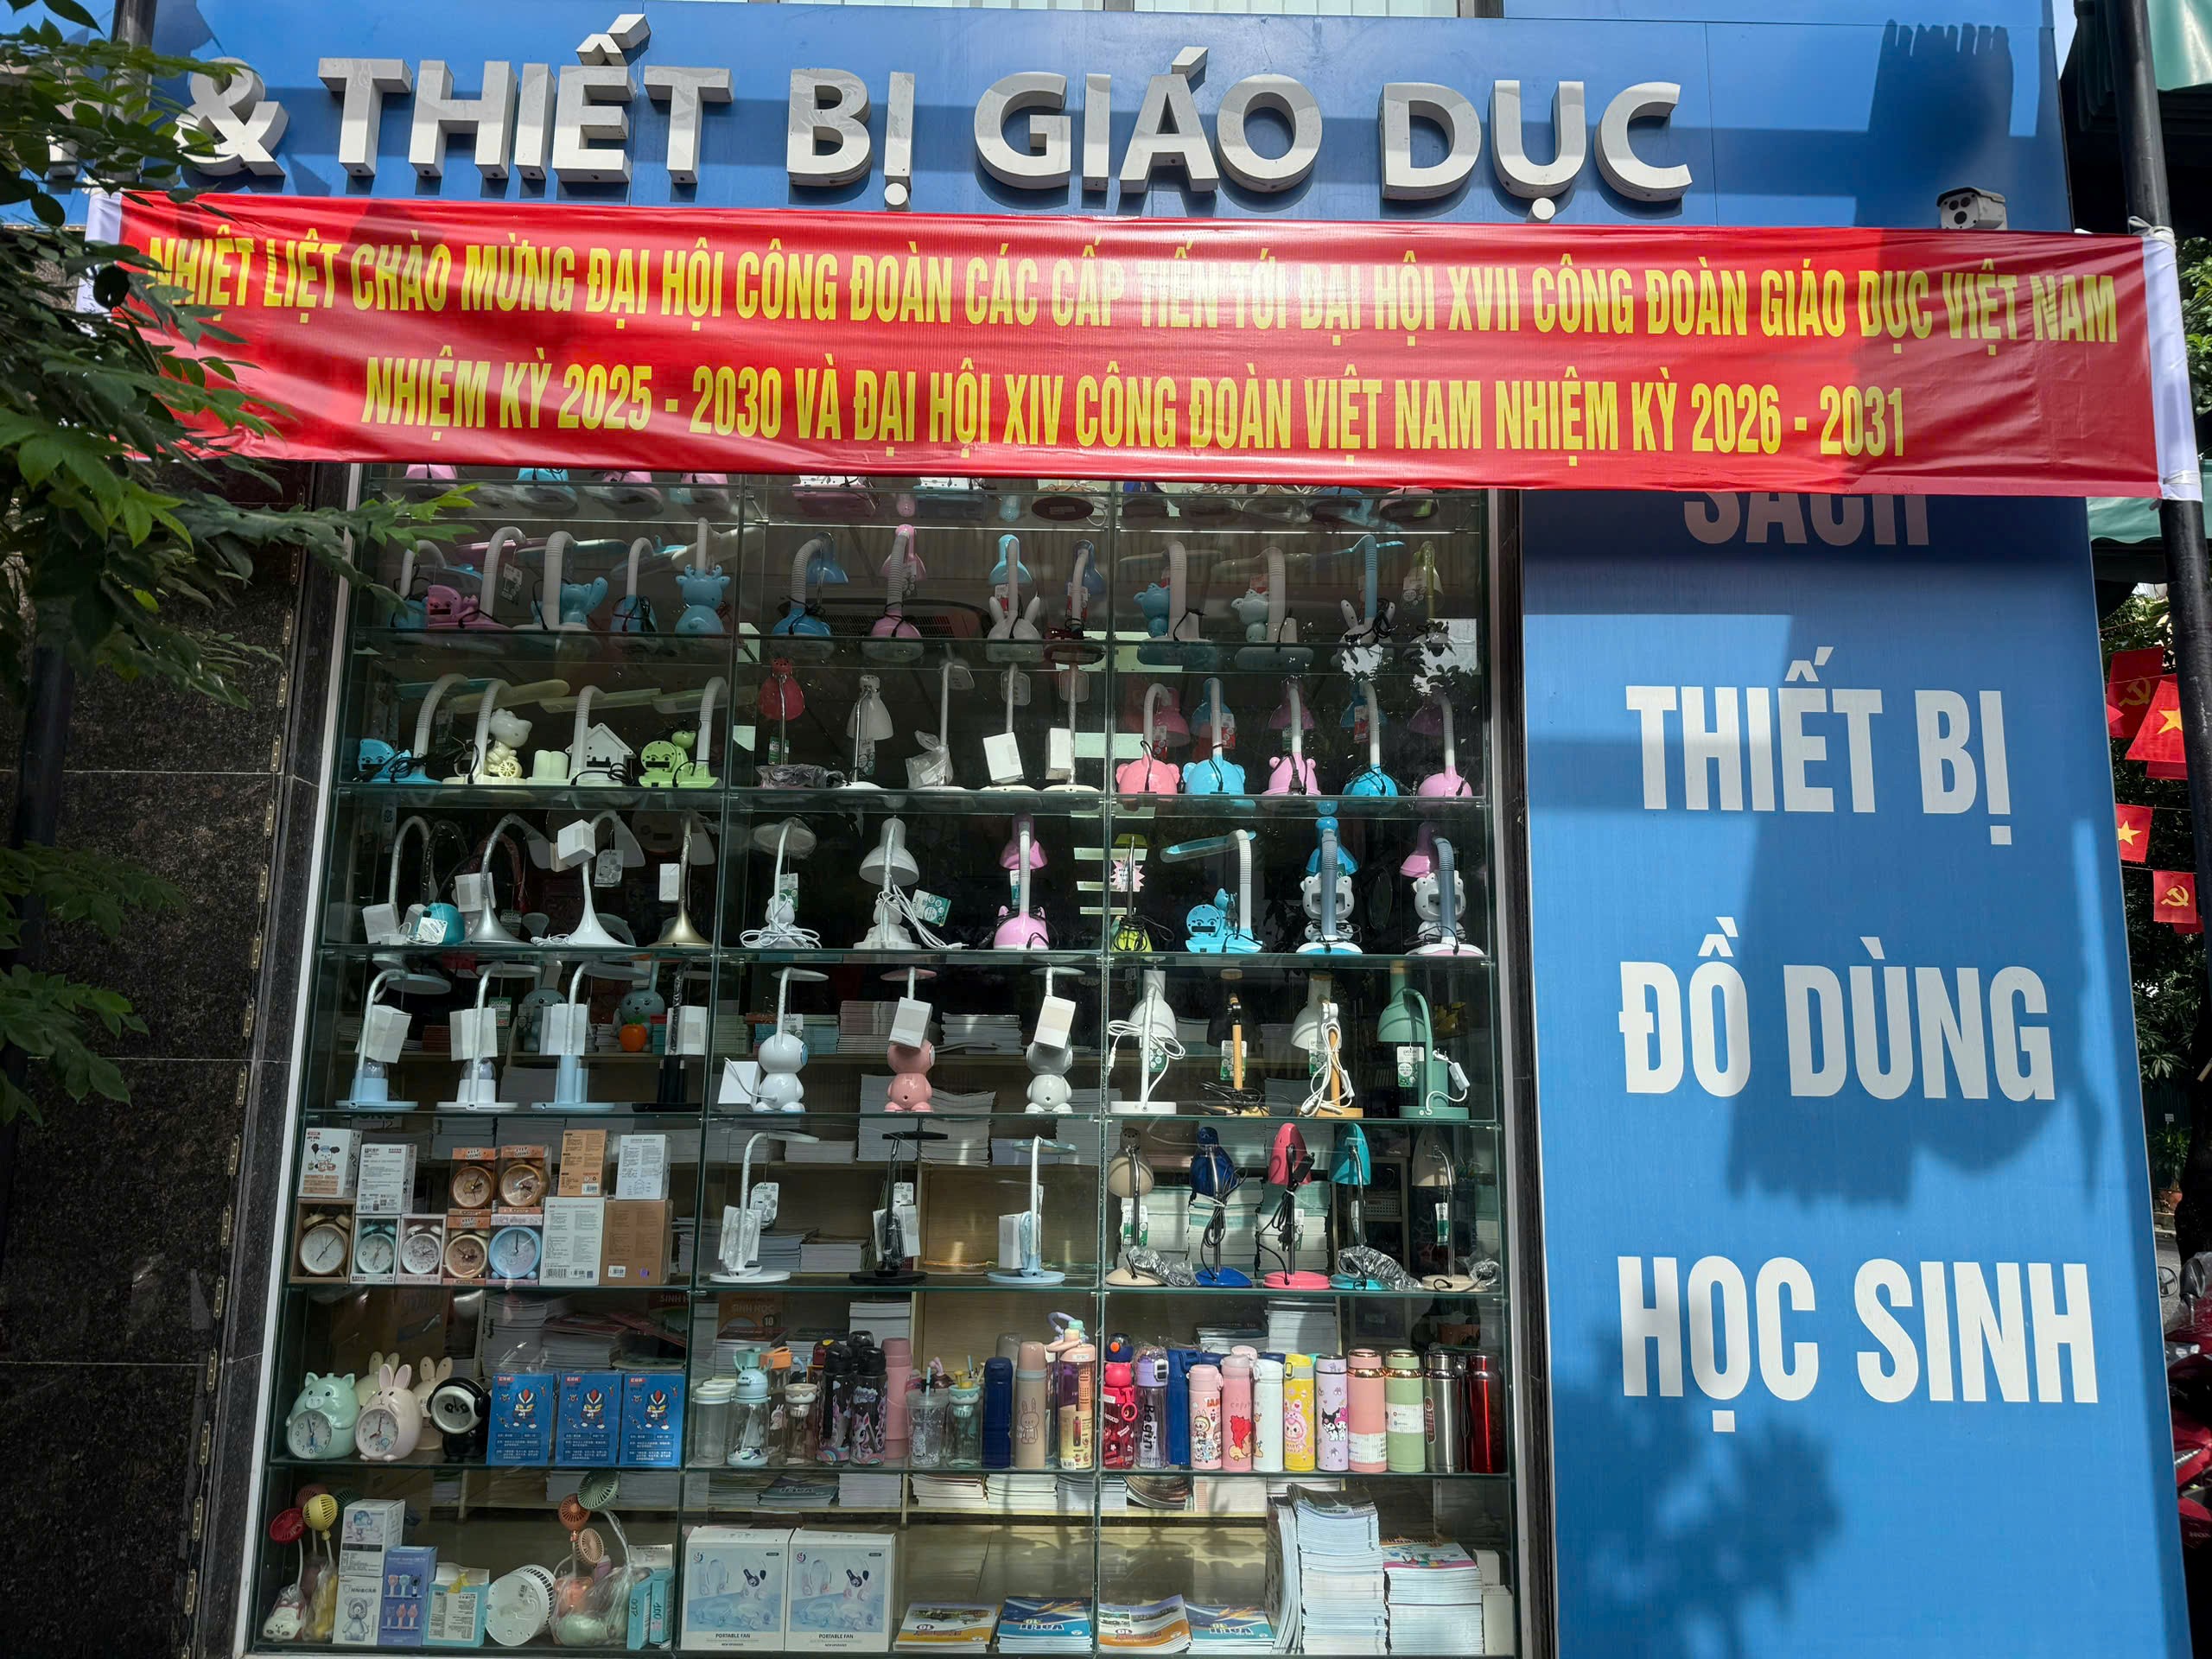 & THIẾT BỊ GIÁO DỤC
NHIỆT LIỆT CHÀO MỪNG ĐẠI HỘI CÔNG ĐOÀN CÁC CẤP TIẾN TỚI ĐẠI HỘI XVII CÔNG ĐOÀN GIÁO DỤC VIỆT NAM
NHIỆM KỲ 2025 - 2030 VÀ ĐẠI HỘI XIV CÔNG ĐOÀN VIỆT NAM NHIỆM KỲ 2026 - 2031
SÁCH
THIẾT BỊ
ĐỒ DÙNG
HỌC SINH
PORTABLE FAN
PORTABLE FAN